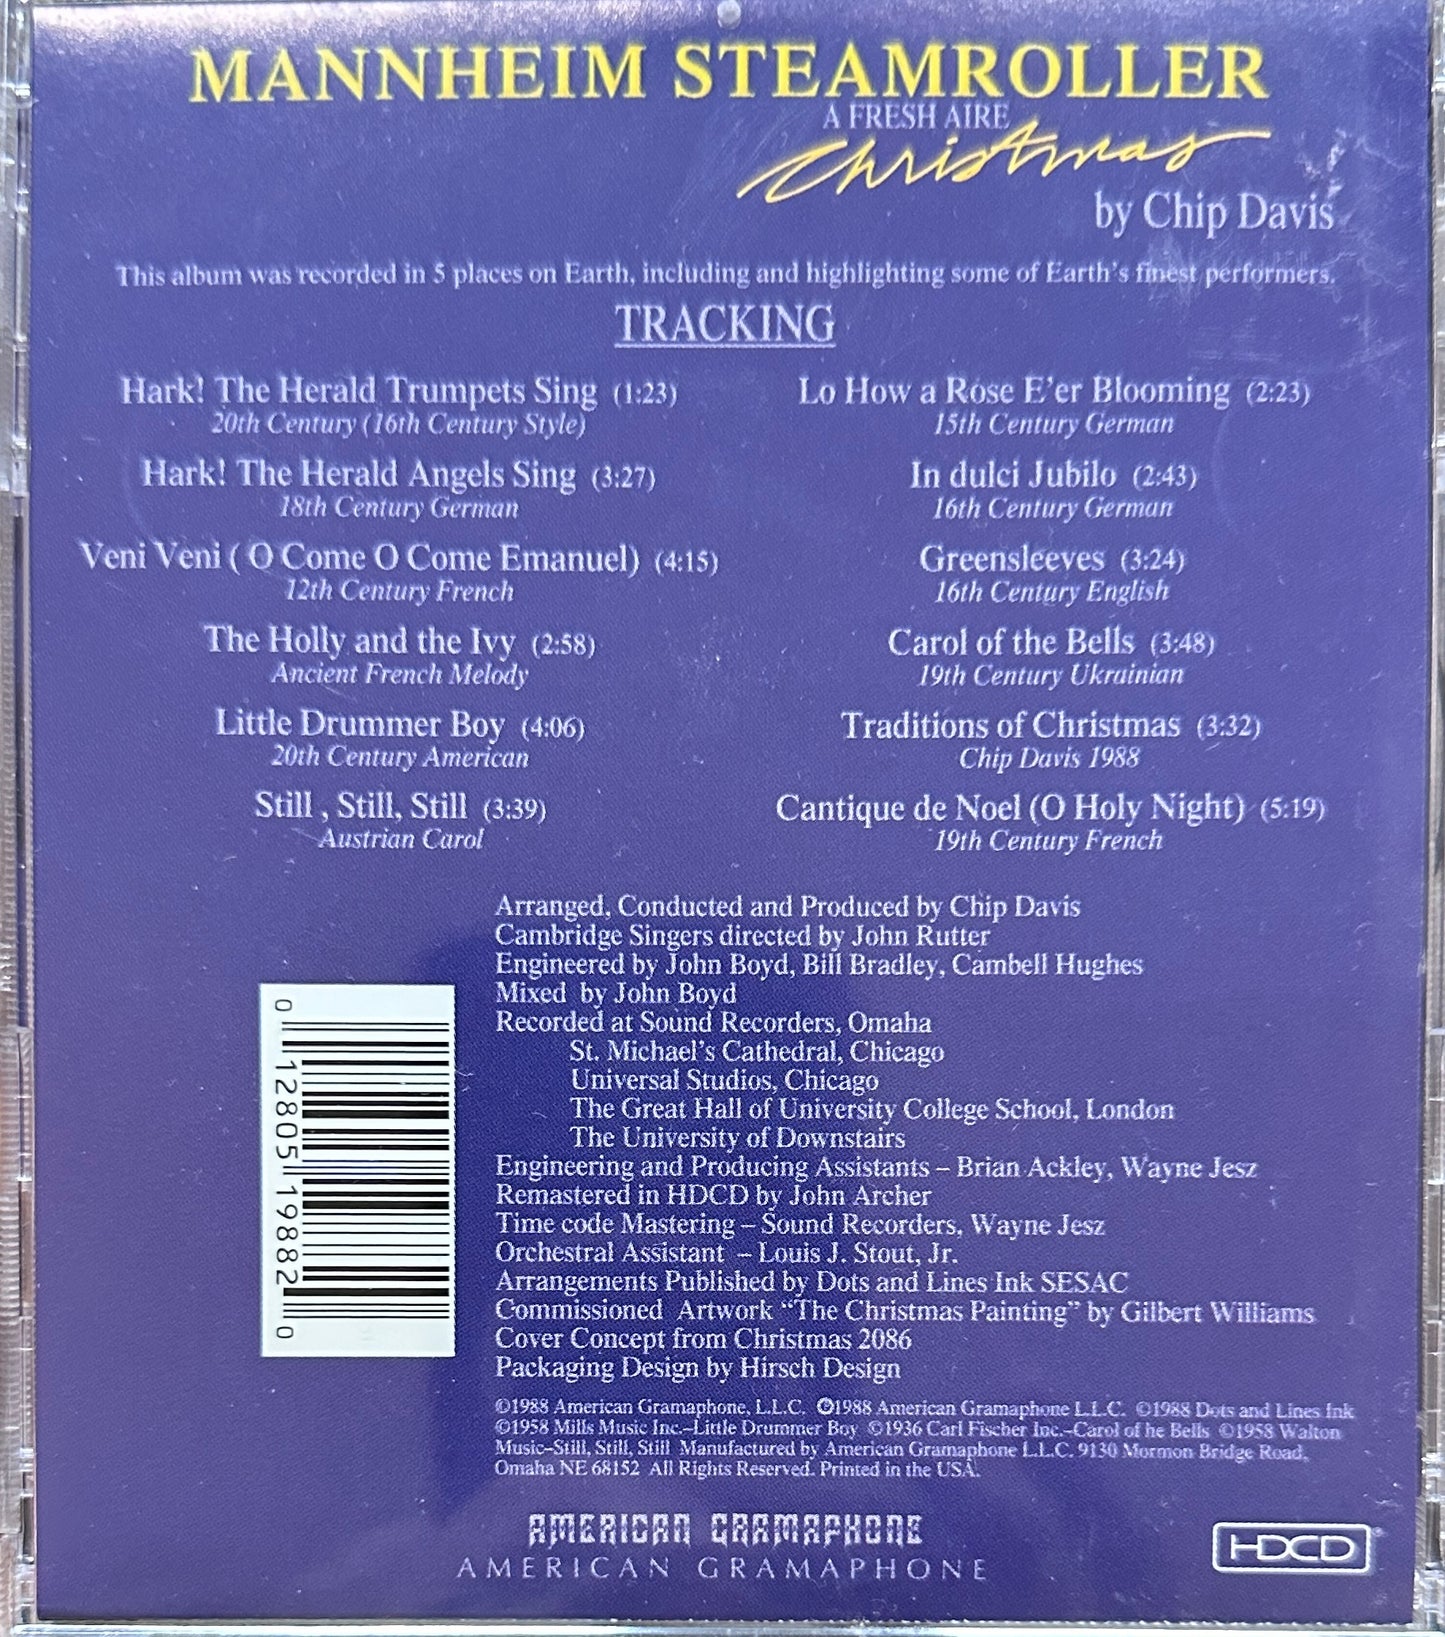 MANNHEIM STEAMROLLER
A FRESH AIRE
Christmas
by Chip Davis
This album was recorded in 5 places on Earth, including and highlighting some of Earth's finest performers.
TRACKING
Hark! The Herald Trumpets Sing (1:23)
20th Century (16th Century Style)
Hark! The Herald Angels Sing (3:27)
18th Century German
Veni Veni ( O Come O Come Emanuel) (4:15)
12th Century French
The Holly and the Ivy (2:58)
Ancient French Melody
Little Drummer Boy (4:06)
20th Century American
Still , Still, Still (3:39)
Austrian Carol
Lo How a Rose E'er Blooming (2:23)
15th Century German
In dulci Jubilo (2:43)
16th Century German
Greensleeves (3:24)
16th Century English
Carol of the Bells (3:48)
19th Century Ukrainian
Traditions of Christmas (3:32)
Chip Davis 1988
Cantique de Noel (O Holy Night) (5:19)
19th Century French
Arranged, Conducted and Produced by Chip Davis
Cambridge Singers directed by John Rutter
Engineered by John Boyd, Bill Bradley, Cambell Hughes
Mixed by John Boyd
Recorded at Sound Recorders, Omaha
St. Michael's Cathedral, Chicago
Universal Studios, Chicago
The Great Hall of University College School, London
The University of Downstairs
Engineering and Producing Assistants – Brian Ackley, Wayne Jesz
Remastered in HDCD by John Archer
Time code Mastering – Sound Recorders, Wayne Jesz
Orchestral Assistant – Louis J. Stout, Jr.
Arrangements Published by Dots and Lines Ink SESAC
Commissioned Artwork "The Christmas Painting" by Gilbert Williams
Cover Concept from Christmas 2086
Packaging Design by Hirsch Design
©1988 American Gramaphone, L.L.C. ℗1988 American Gramaphone L.L.C. ©1988 Dots and Lines Ink
©1958 Mills Music Inc.–Little Drummer Boy ©1936 Carl Fischer Inc.–Carol of he Bells ©1958 Walton
Music–Still, Still, Still Manufactured by American Gramaphone L.L.C. 9130 Mormon Bridge Road,
Omaha NE 68152 All Rights Reserved. Printed in the USA.
0 12805 19882 0
AMERICAN GRAMAPHONE
AMERICAN GRAMAPHONE
HDCD